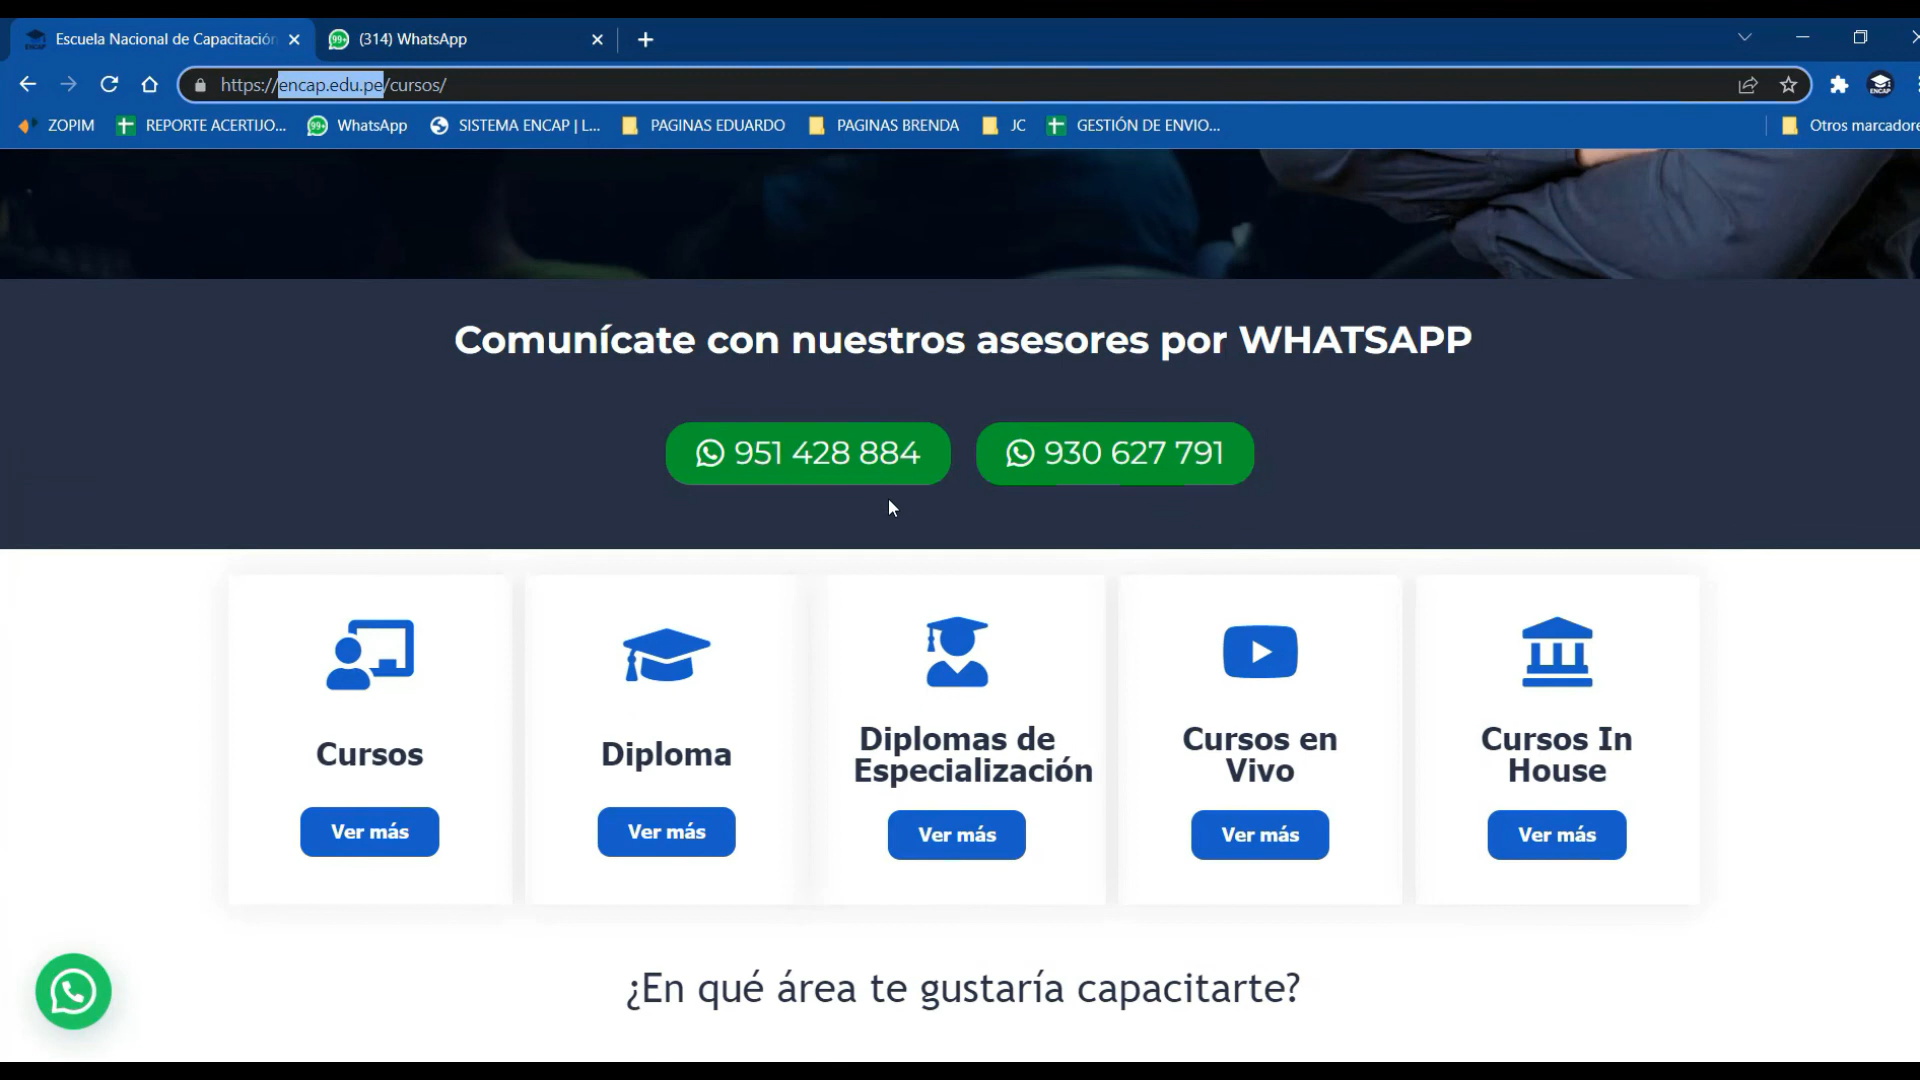 Escuela Nacional de Capacitación
(314) WhatsApp
https://encap.edu.pe/cursos/
ZOPIM
REPORTE ACERTIJO...
WhatsApp
SISTEMA ENCAP | L...
PAGINAS EDUARDO
PAGINAS BRENDA
JC
GESTIÓN DE ENVIO...
Otros marcadore
Comunícate con nuestros asesores por WHATSAPP
951 428 884
930 627 791
Cursos
Ver más
Diploma
Ver más
Diplomas de
Especialización
Ver más
Cursos en
Vivo
Ver más
Cursos In
House
Ver más
¿En qué área te gustaría capacitarte?